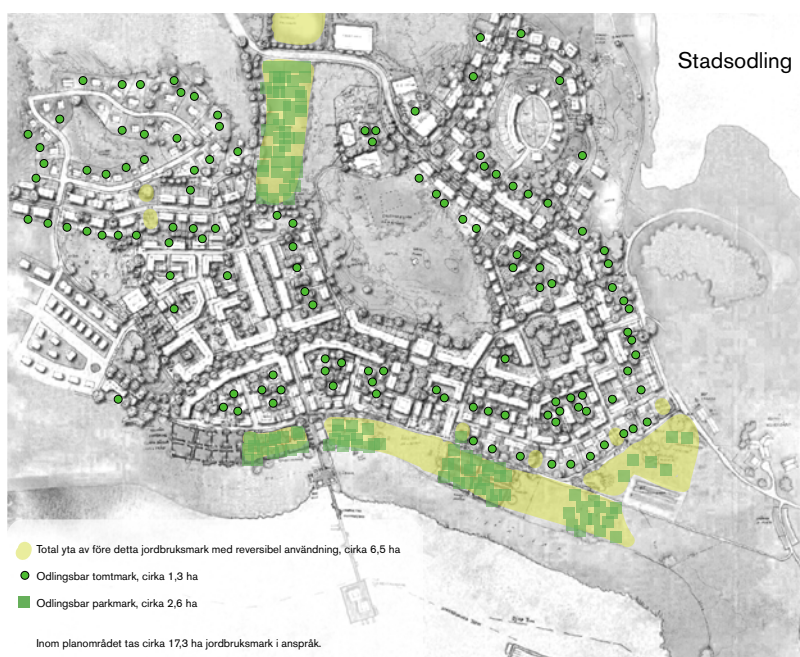 Stadsodling
Total yta av före detta jordbruksmark med reversibel användning, cirka 6,5 ha
Odlingsbar tomtmark, cirka 1,3 ha
Odlingsbar parkmark, cirka 2,6 ha
Inom planområdet tas cirka 17,3 ha jordbruksmark i anspråk.